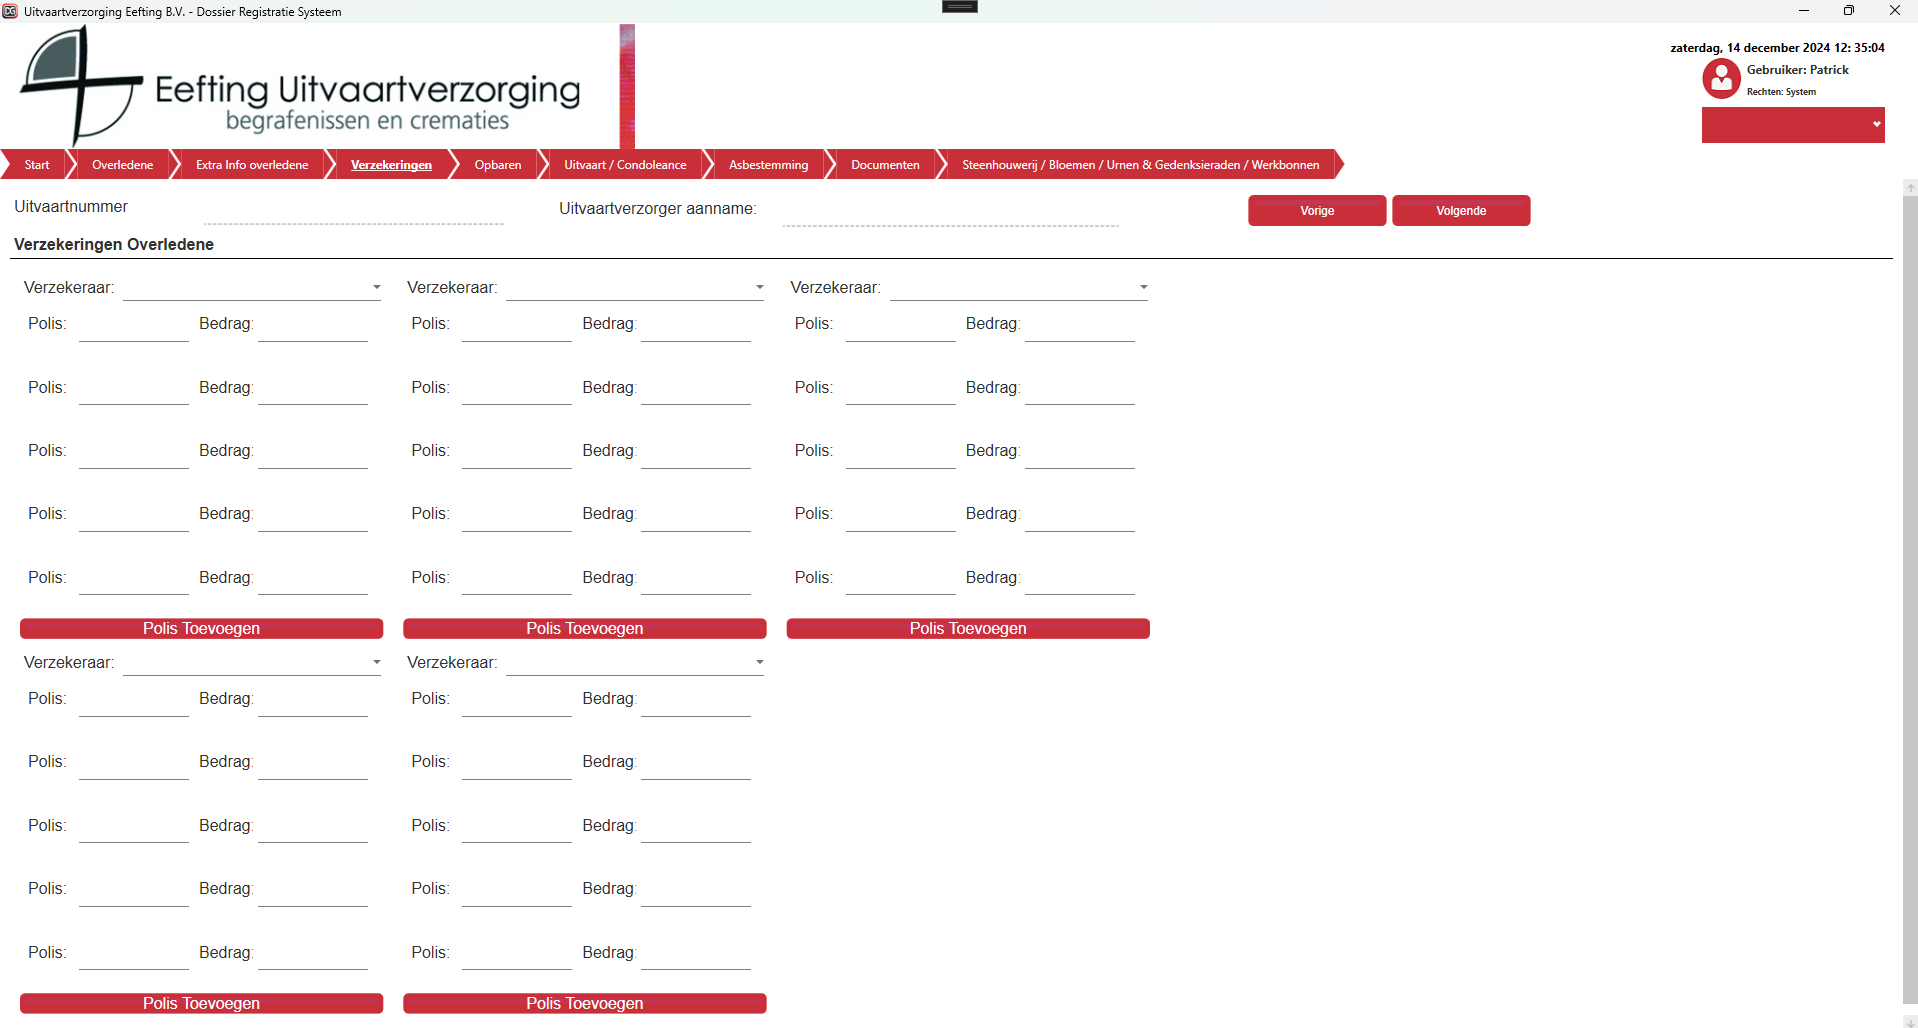 Uitvaartverzorging Eefting B.V. - Dossier Registratie Systeem
Eefting Uitvaartverzorging
begrafenissen en crematies
zaterdag, 14 december 2024 12: 35:04
Gebruiker: Patrick
Rechten: System
Start Overledene Extra Info overledene Verzekeringen Opbaren Uitvaart / Condoleance Asbestemming Documenten Steenhouwerij / Bloemen / Urnen & Gedenksieraden / Werkbonnen
Uitvaartnummer Uitvaartverzorger aanname: Vorige Volgende
Verzekeringen Overledene
Verzekeraar: Verzekeraar: Verzekeraar:
Polis: Bedrag: Polis: Bedrag: Polis: Bedrag:
Polis: Bedrag: Polis: Bedrag: Polis: Bedrag:
Polis: Bedrag: Polis: Bedrag: Polis: Bedrag:
Polis: Bedrag: Polis: Bedrag: Polis: Bedrag:
Polis: Bedrag: Polis: Bedrag: Polis: Bedrag:
Polis Toevoegen Polis Toevoegen Polis Toevoegen
Verzekeraar: Verzekeraar:
Polis: Bedrag: Polis: Bedrag:
Polis: Bedrag: Polis: Bedrag:
Polis: Bedrag: Polis: Bedrag:
Polis: Bedrag: Polis: Bedrag:
Polis: Bedrag: Polis: Bedrag:
Polis Toevoegen Polis Toevoegen